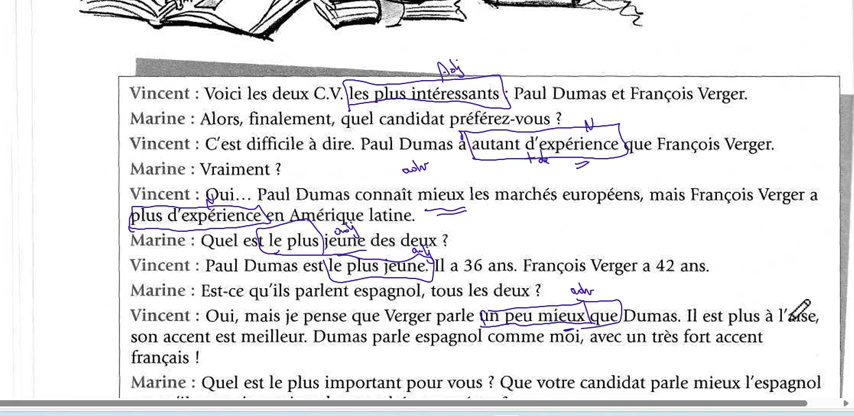 Adj
Vincent : Voici les deux C.V. les plus intéressants : Paul Dumas et François Verger.
Marine : Alors, finalement, quel candidat préférez-vous ?
N
Vincent : C'est difficile à dire. Paul Dumas a autant d'expérience que François Verger.
Marine : Vraiment ?
adv
Vincent : Oui... Paul Dumas connaît mieux les marchés européens, mais François Verger a
plus d'expérience en Amérique latine.
adj
Marine : Quel est le plus jeune des deux ?
adj
Vincent : Paul Dumas est le plus jeune. Il a 36 ans. François Verger a 42 ans.
Marine : Est-ce qu'ils parlent espagnol, tous les deux ?
adv
Vincent : Oui, mais je pense que Verger parle un peu mieux que Dumas. Il est plus à l'aise,
son accent est meilleur. Dumas parle espagnol comme moi, avec un très fort accent
français !
Marine : Quel est le plus important pour vous ? Que votre candidat parle mieux l'espagnol